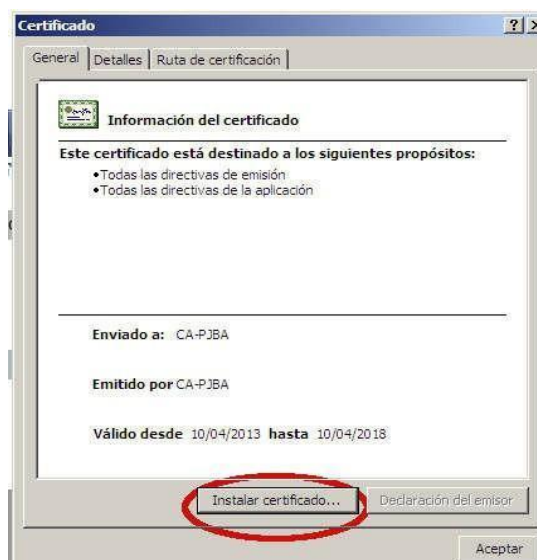 Certificado
General Detalles Ruta de certificación
Información del certificado
Este certificado está destinado a los siguientes propósitos:
•Todas las directivas de emisión
•Todas las directivas de la aplicación
Enviado a: CA-PJBA
Emitido por CA-PJBA
Válido desde 10/04/2013 hasta 10/04/2018
Instalar certificado... Declaración del emisor
Aceptar